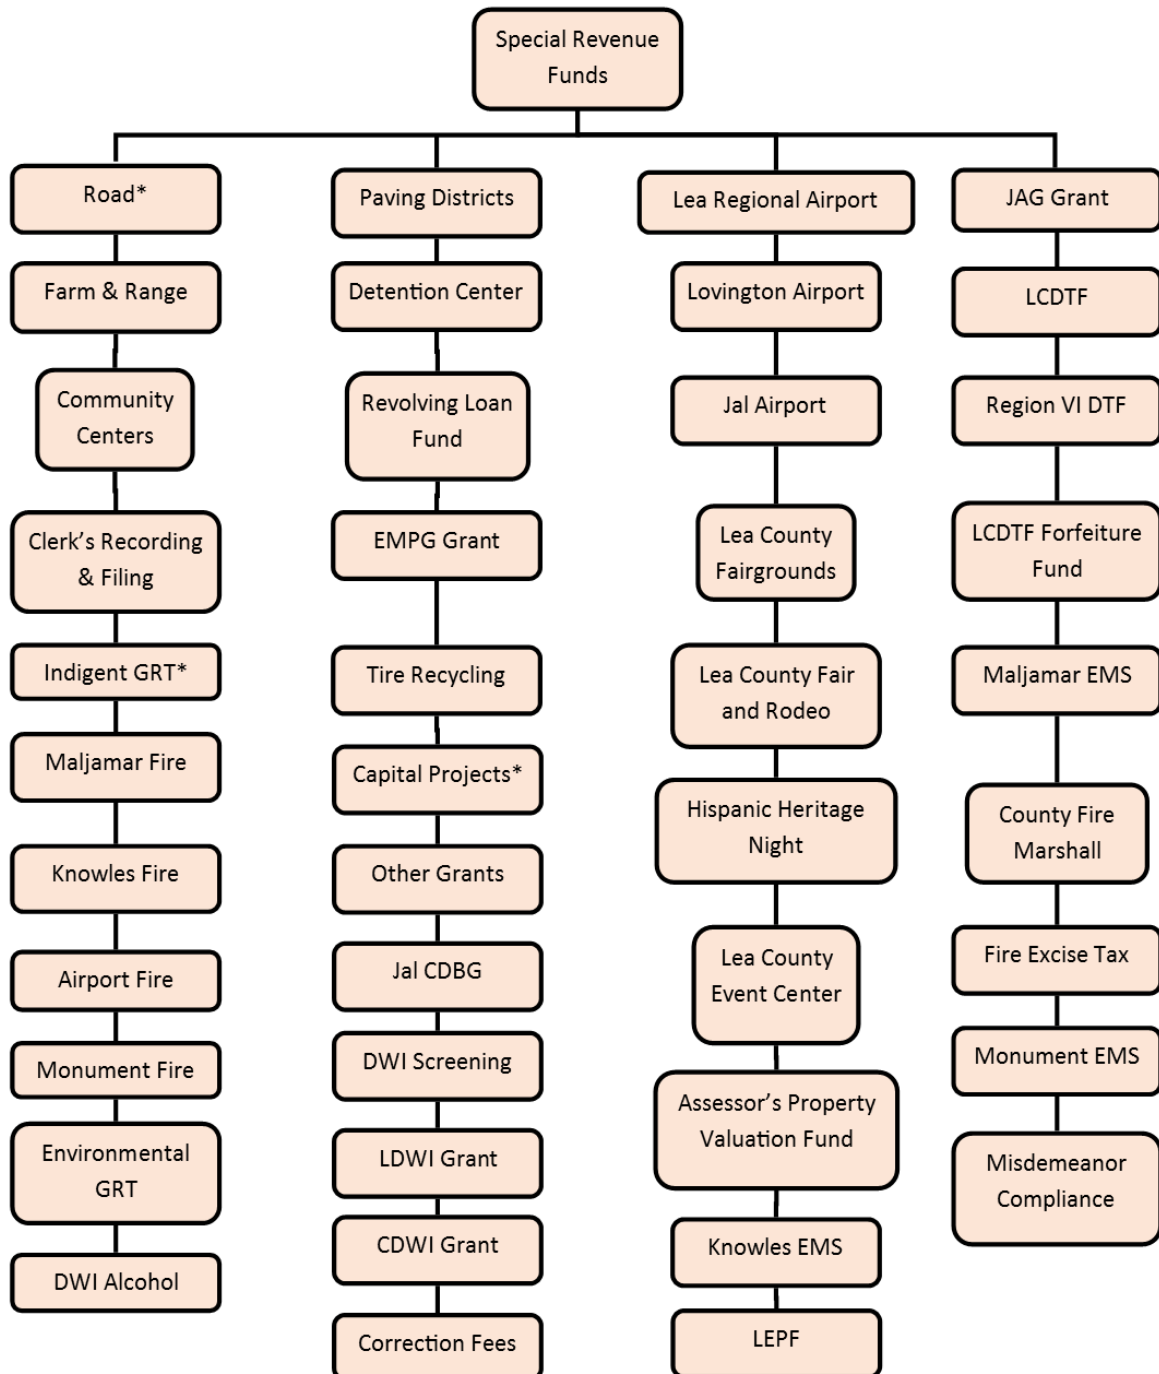 Special Revenue
Funds
Road*
Farm & Range
Community
Centers
Clerk’s Recording
& Filing
Indigent GRT*
Maljamar Fire
Knowles Fire
Airport Fire
Monument Fire
Environmental
GRT
DWI Alcohol
Paving Districts
Detention Center
Revolving Loan
Fund
EMPG Grant
Tire Recycling
Capital Projects*
Other Grants
Jal CDBG
DWI Screening
LDWI Grant
CDWI Grant
Correction Fees
Lea Regional Airport
Lovington Airport
Jal Airport
Lea County
Fairgrounds
Lea County Fair
and Rodeo
Hispanic Heritage
Night
Lea County
Event Center
Assessor’s Property
Valuation Fund
Knowles EMS
LEPF
JAG Grant
LCDTF
Region VI DTF
LCDTF Forfeiture
Fund
Maljamar EMS
County Fire
Marshall
Fire Excise Tax
Monument EMS
Misdemeanor
Compliance